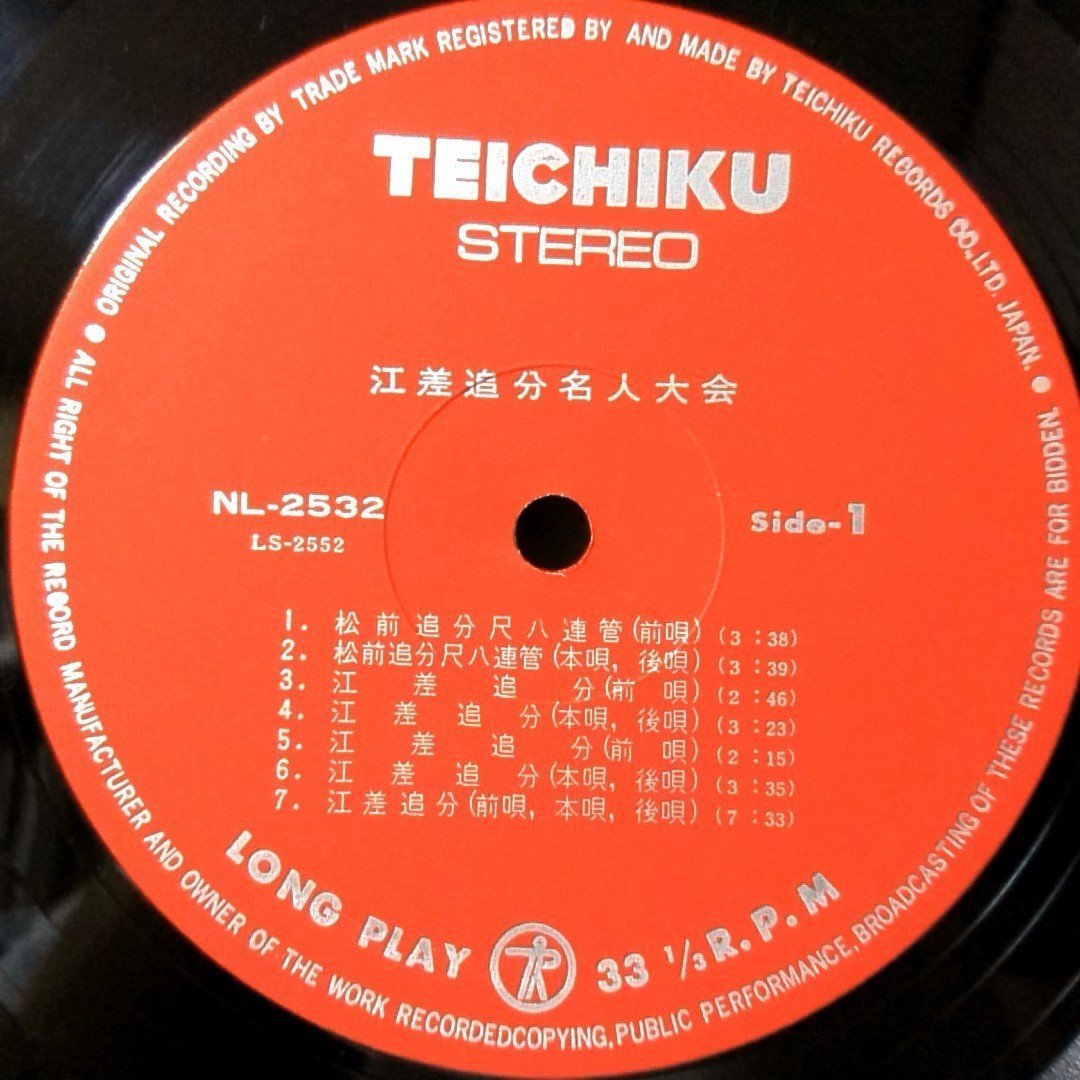 ORIGINAL RECORDING BY TRADE MARK REGISTERED BY AND MADE BY TEICHIKU RECORDS CO.,LTD. JAPAN. ●
TEICHIKU
STEREO
江差追分名人大会
NL-2532
LS-2552
Side-1
1. 松前追分尺八連管(前唄) (3:38)
2. 松前追分尺八連管(本唄, 後唄) (3:39)
3. 江差追分(前唄) (2:46)
4. 江差追分(本唄, 後唄) (3:23)
5. 江差追分(前唄) (2:15)
6. 江差追分(本唄, 後唄) (3:35)
7. 江差追分(前唄, 本唄, 後唄) (7:33)
LONG PLAY 33 1/3 R.P.M
● ALL RIGHT OF THE RECORD MANUFACTURER AND OWNER OF THE WORK RECORDEDCOPYING,PUBLIC PERFORMANCE,BROADCASTING OF THESE RECORDS ARE FOR BIDDEN.